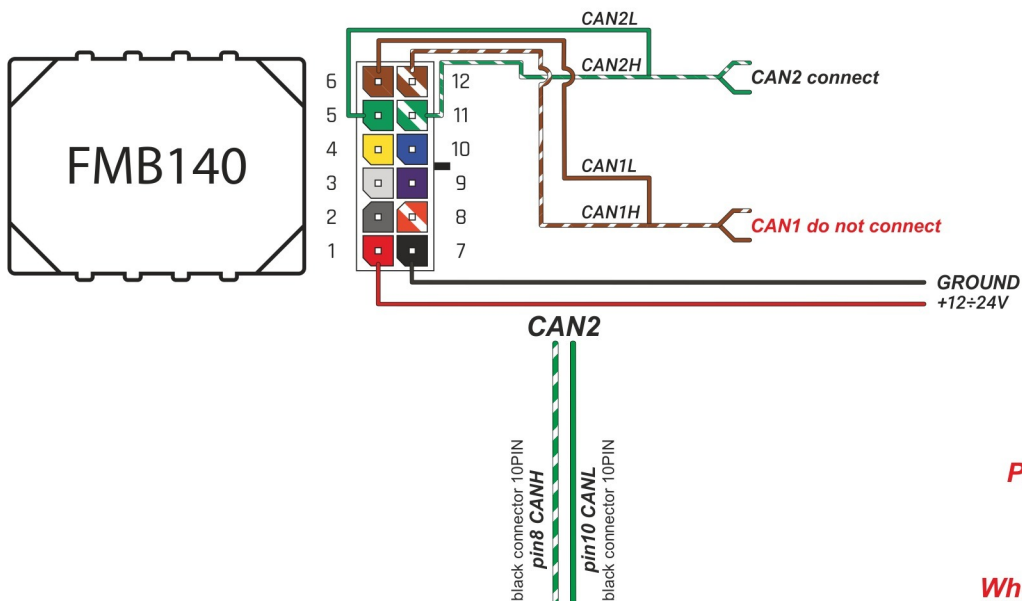 CAN2L
CAN2H
CAN2 connect
6
12
5
11
4
10
3
9
2
8
1
7
FMB140
CAN1L
CAN1H
CAN1 do not connect
GROUND
+12÷24V
CAN2
black connector 10PIN
pin8 CANH
pin10 CANL
black connector 10PIN
P
Wh